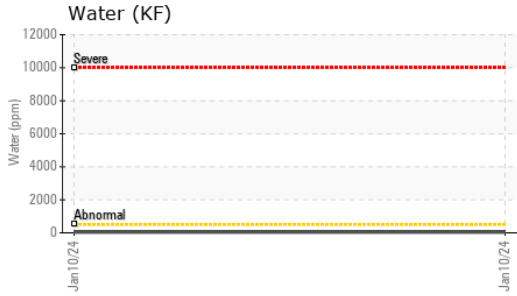 Water (KF)
12000
Severe
10000
8000
6000
4000
2000
Abnormal
0
Water (ppm)
Jan10/24
Jan10/24